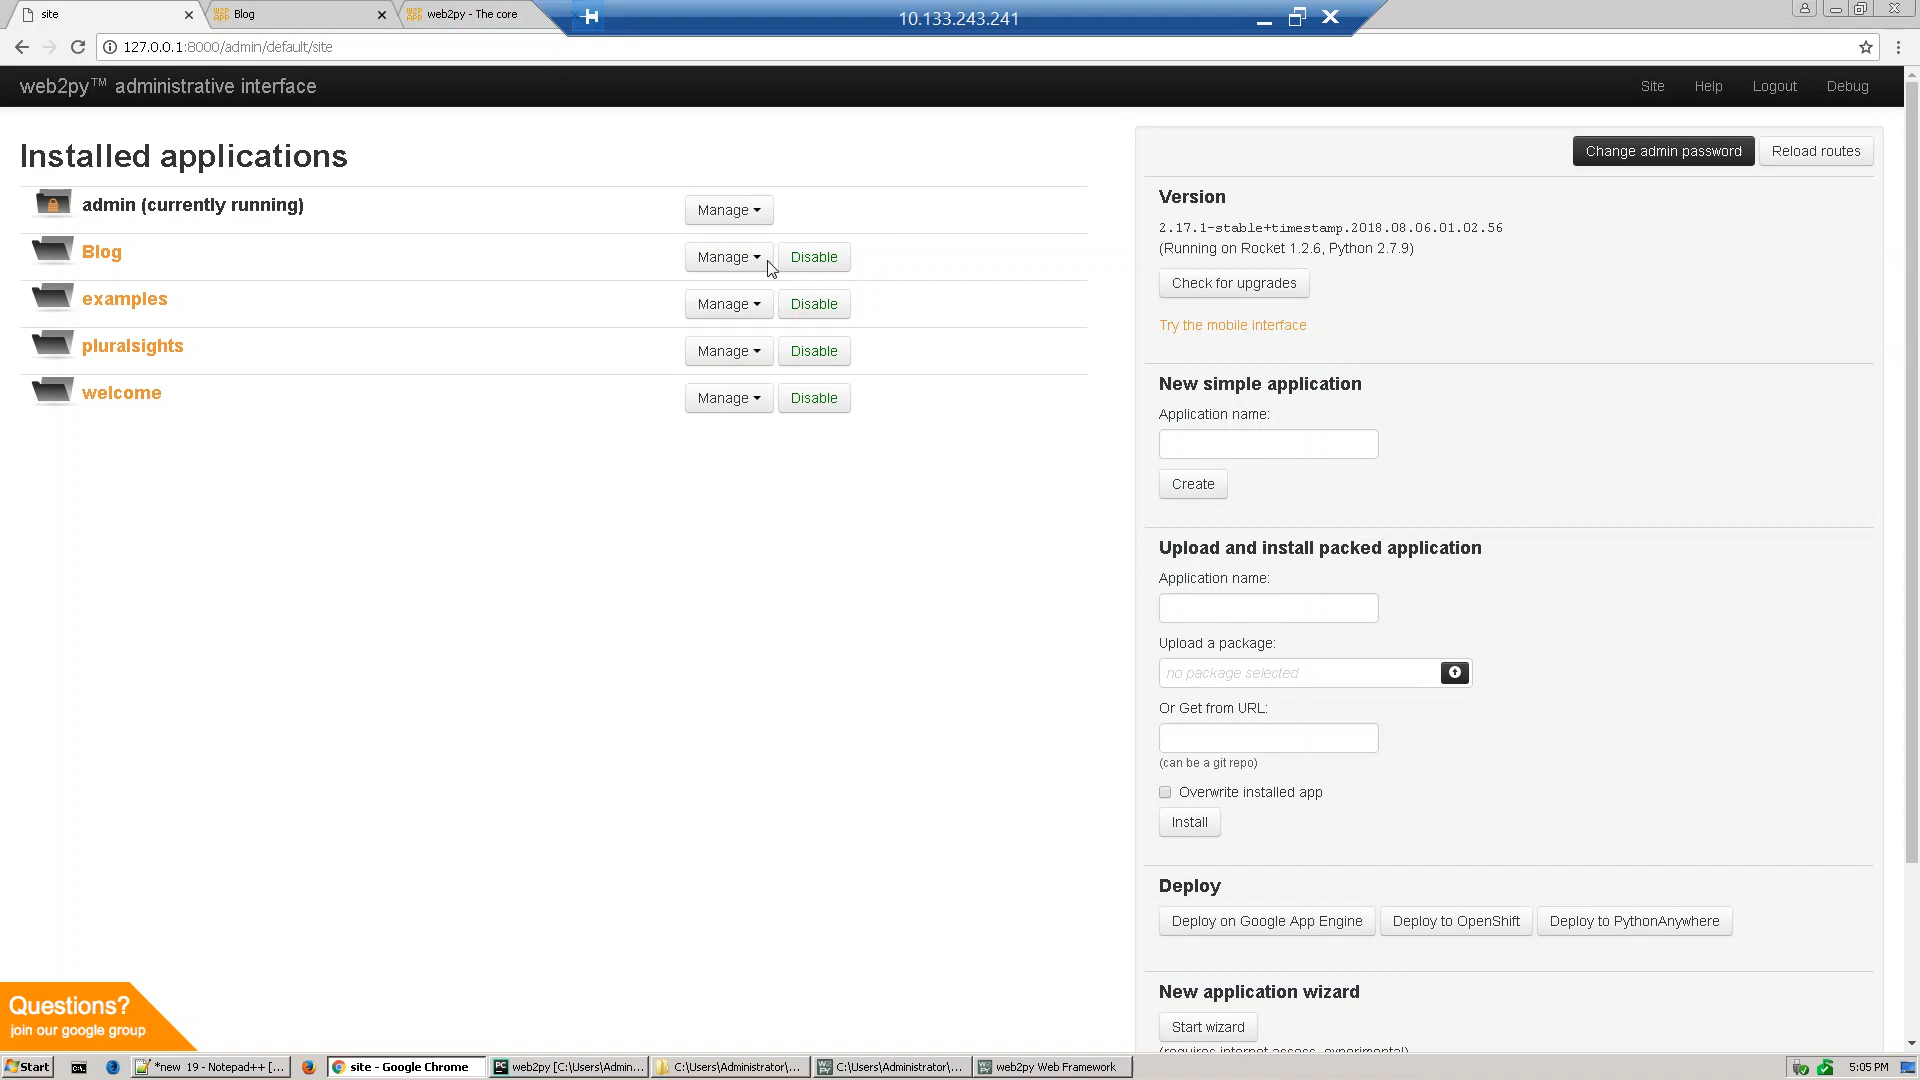 site
Blog
web2py - The core
10.133.243.241
127.0.0.1:8000/admin/default/site
web2py™ administrative interface
Site
Help
Logout
Debug
Installed applications
admin (currently running)
Manage
Blog
Manage
Disable
examples
Manage
Disable
pluralsights
Manage
Disable
welcome
Manage
Disable
Change admin password
Reload routes
Version
2.17.1-stable+timestamp.2018.08.06.01.02.56
(Running on Rocket 1.2.6, Python 2.7.9)
Check for upgrades
Try the mobile interface
New simple application
Application name:
Create
Upload and install packed application
Application name:
Upload a package:
no package selected
Or Get from URL:
(can be a git repo)
Overwrite installed app
Install
Deploy
Deploy on Google App Engine
Deploy to OpenShift
Deploy to PythonAnywhere
New application wizard
Start wizard
(requires internet access, experimental)
Questions?
join our google group
Start
*new 19 - Notepad++ [...
site - Google Chrome
web2py [C:\Users\Admin...
C:\Users\Administrator\...
C:\Users\Administrator\...
web2py Web Framework
5:05 PM